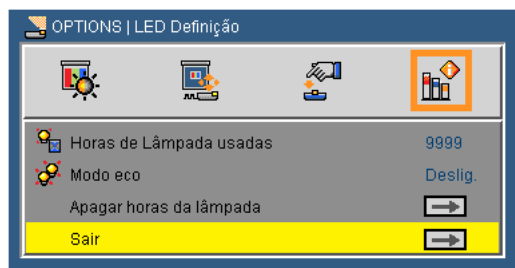 OPTIONS | LED Definição
Horas de Lâmpada usadas 9999
Modo eco Deslig.
Apagar horas da lâmpada
Sair